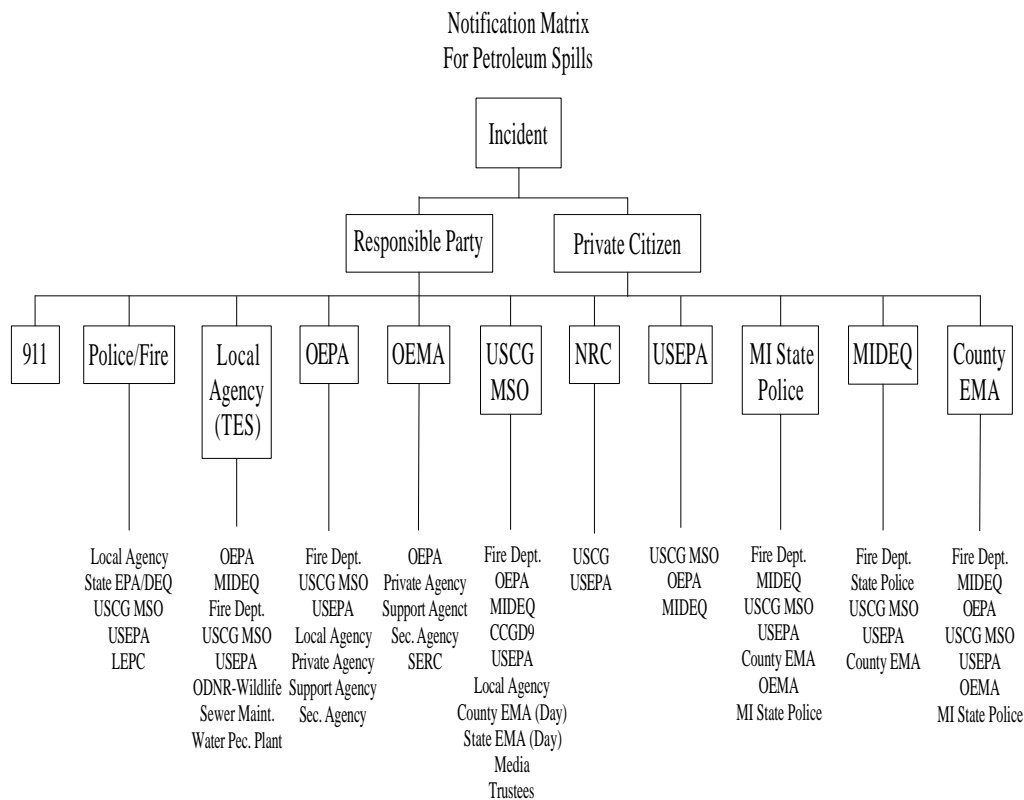 Notification Matrix
For Petroleum Spills
Incident
Responsible Party
Private Citizen
911
Police/Fire
Local
Agency
(TES)
OEPA
OEMA
USCG
MSO
NRC
USEPA
MI State
Police
MIDEQ
County
EMA
Local Agency
State EPA/DEQ
USCG MSO
USEPA
LEPC
OEPA
MIDEQ
Fire Dept.
USCG MSO
USEPA
ODNR-Wildlife
Sewer Maint.
Water Pec. Plant
Fire Dept.
USCG MSO
USEPA
Local Agency
Private Agency
Support Agency
Sec. Agency
OEPA
Private Agency
Support Agenct
Sec. Agency
SERC
Fire Dept.
OEPA
MIDEQ
CCGD9
USEPA
Local Agency
County EMA (Day)
State EMA (Day)
Media
Trustees
USCG
USEPA
USCG MSO
OEPA
MIDEQ
Fire Dept.
MIDEQ
USCG MSO
USEPA
County EMA
OEMA
MI State Police
Fire Dept.
State Police
USCG MSO
USEPA
County EMA
Fire Dept.
MIDEQ
OEPA
USCG MSO
USEPA
OEMA
MI State Police